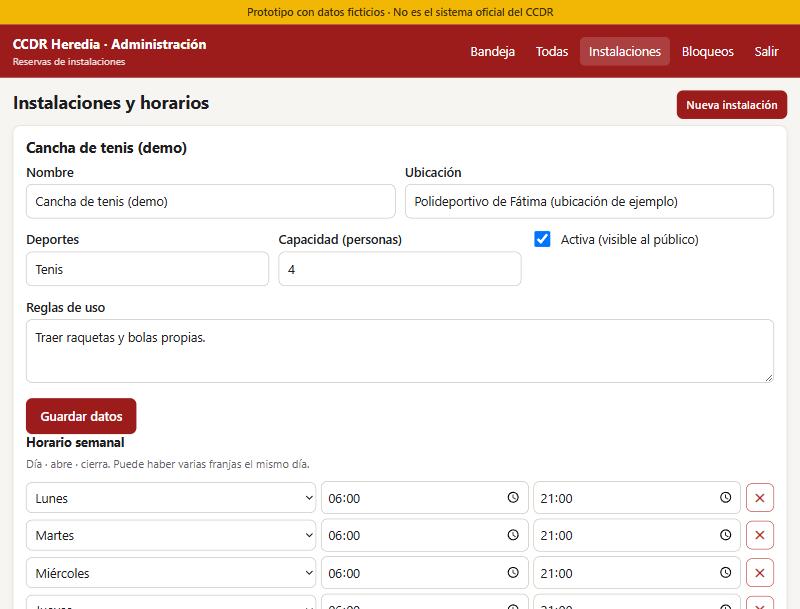 Prototipo con datos ficticios · No es el sistema oficial del CCDR
CCDR Heredia · Administración
Reservas de instalaciones
Bandeja Todas Instalaciones Bloqueos Salir
Instalaciones y horarios
Nueva instalación
Cancha de tenis (demo)
Nombre Ubicación
Cancha de tenis (demo) Polideportivo de Fátima (ubicación de ejemplo)
Deportes Capacidad (personas) Activa (visible al público)
Tenis 4
Reglas de uso
Traer raquetas y bolas propias.
Guardar datos
Horario semanal
Día · abre · cierra. Puede haber varias franjas el mismo día.
Lunes 06:00 21:00
Martes 06:00 21:00
Miércoles 06:00 21:00